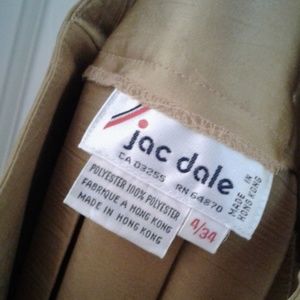 jac dale
CA 03255 RN 64870
MADE IN
HONG KONG
POLYESTER 100% POLYESTER
FABRIQUE A HONG KONG
MADE IN HONG KONG
4/34